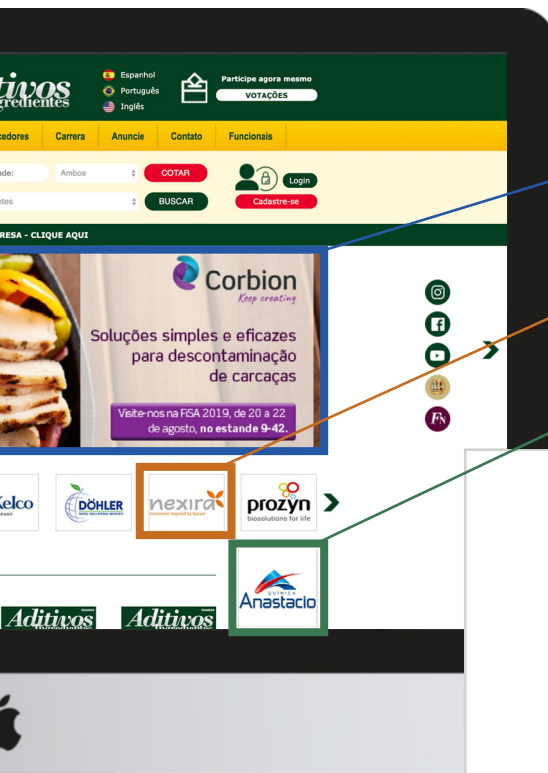 Espanhol
Português
Inglês
Participe agora mesmo
VOTAÇÕES
Carrera
Anuncie
Contato
Funcionais
Ambos
COTAR
Login
BUSCAR
Cadastre-se
- CLIQUE AQUI
Corbion
Keep creating
Soluções simples e eficazes
para descontaminação
de carcaças
Visite-nos na FiSA 2019, de 20 a 22
de agosto, no estande 9-42.
FN
DÖHLER
nexira
innovation inspired by Nature
prozyn
biosolutions for life
QUÍMICA
Anastacio
Aditivos
Aditivos